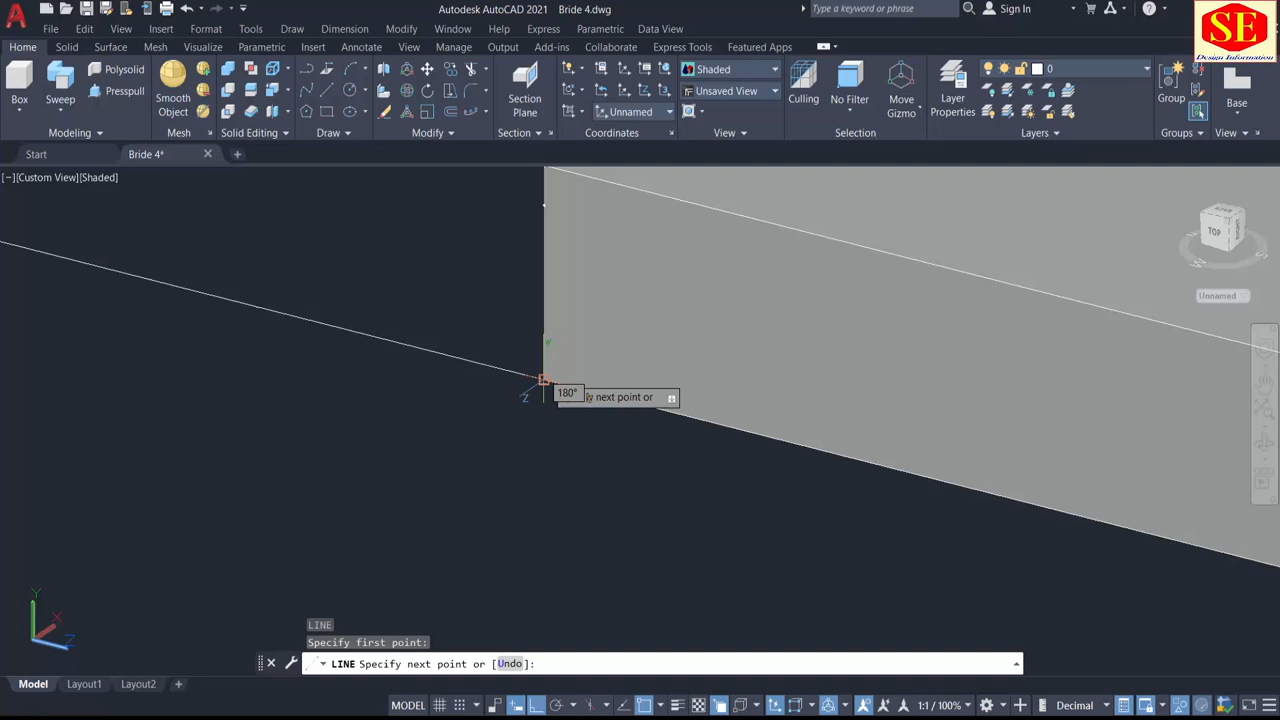 Autodesk AutoCAD 2021 Bride 4.dwg
Type a keyword or phrase
Sign In
SE
Design Information
File Edit View Insert Format Tools Draw Dimension Modify Window Help Express Parametric Data View
Home Solid Surface Mesh Visualize Parametric Insert Annotate View Manage Output Add-ins Collaborate Express Tools Featured Apps
Polysolid
Presspull
Box
Sweep
Smooth
Object
Section
Plane
Shaded
Unsaved View
Unnamed
Culling
No Filter
Move
Gizmo
Layer
Properties
0
Group
Base
Modeling
Mesh
Solid Editing
Draw
Modify
Section
Coordinates
View
Selection
Layers
Groups
View
Start
Bride 4*
[−][Custom View][Shaded]
TOP
W
S
Unnamed
180°
y next point or
Z
Y
X
Z
LINE
Specify first point:
LINE Specify next point or [Undo]:
Model Layout1 Layout2
MODEL
1:1 / 100%
Decimal